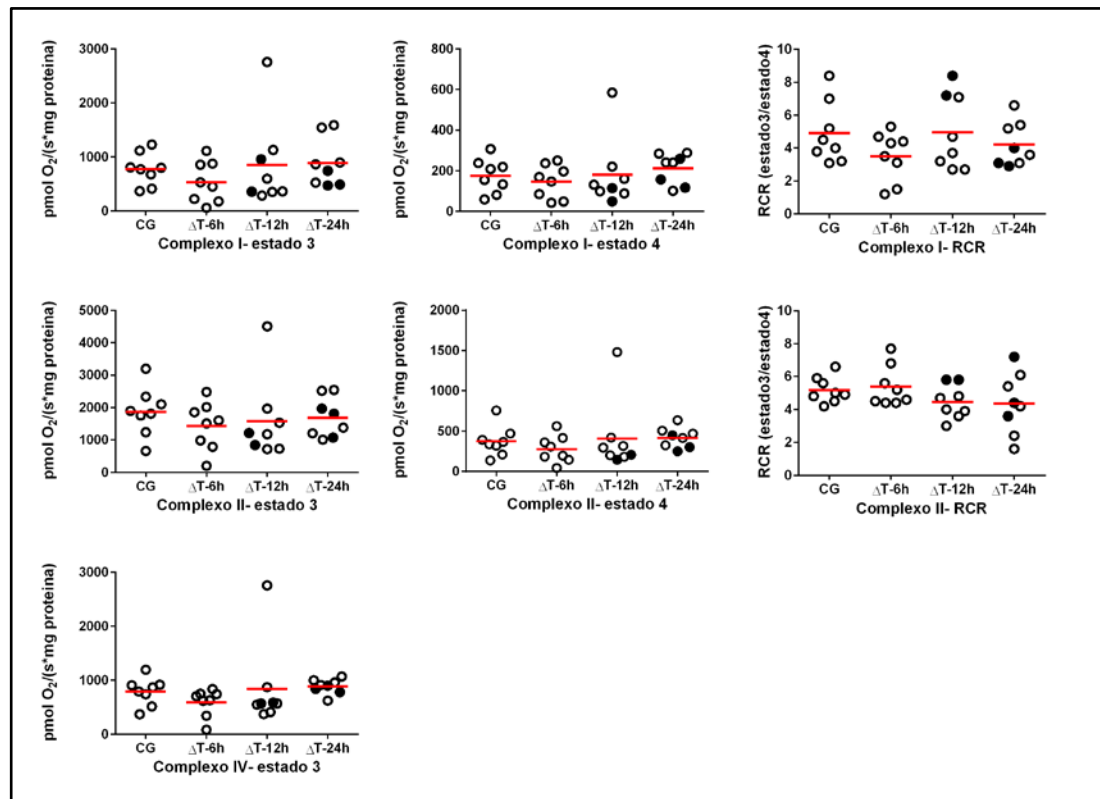 pmol O2/(s*mg proteina)
3000
2000
1000
0
CG ΔT-6h ΔT-12h ΔT-24h
Complexo I- estado 3
pmol O2/(s*mg proteina)
800
600
400
200
0
CG ΔT-6h ΔT-12h ΔT-24h
Complexo I- estado 4
RCR (estado3/estado4)
10
8
6
4
2
0
CG ΔT-6h ΔT-12h ΔT-24h
Complexo I- RCR
pmol O2/(s*mg proteina)
5000
4000
3000
2000
1000
0
CG ΔT-6h ΔT-12h ΔT-24h
Complexo II- estado 3
pmol O2/(s*mg proteina)
2000
1500
1000
500
0
CG ΔT-6h ΔT-12h ΔT-24h
Complexo II- estado 4
RCR (estado3/estado4)
10
8
6
4
2
0
CG ΔT-6h ΔT-12h ΔT-24h
Complexo II- RCR
pmol O2/(s*mg proteina)
3000
2000
1000
0
CG ΔT-6h ΔT-12h ΔT-24h
Complexo IV- estado 3